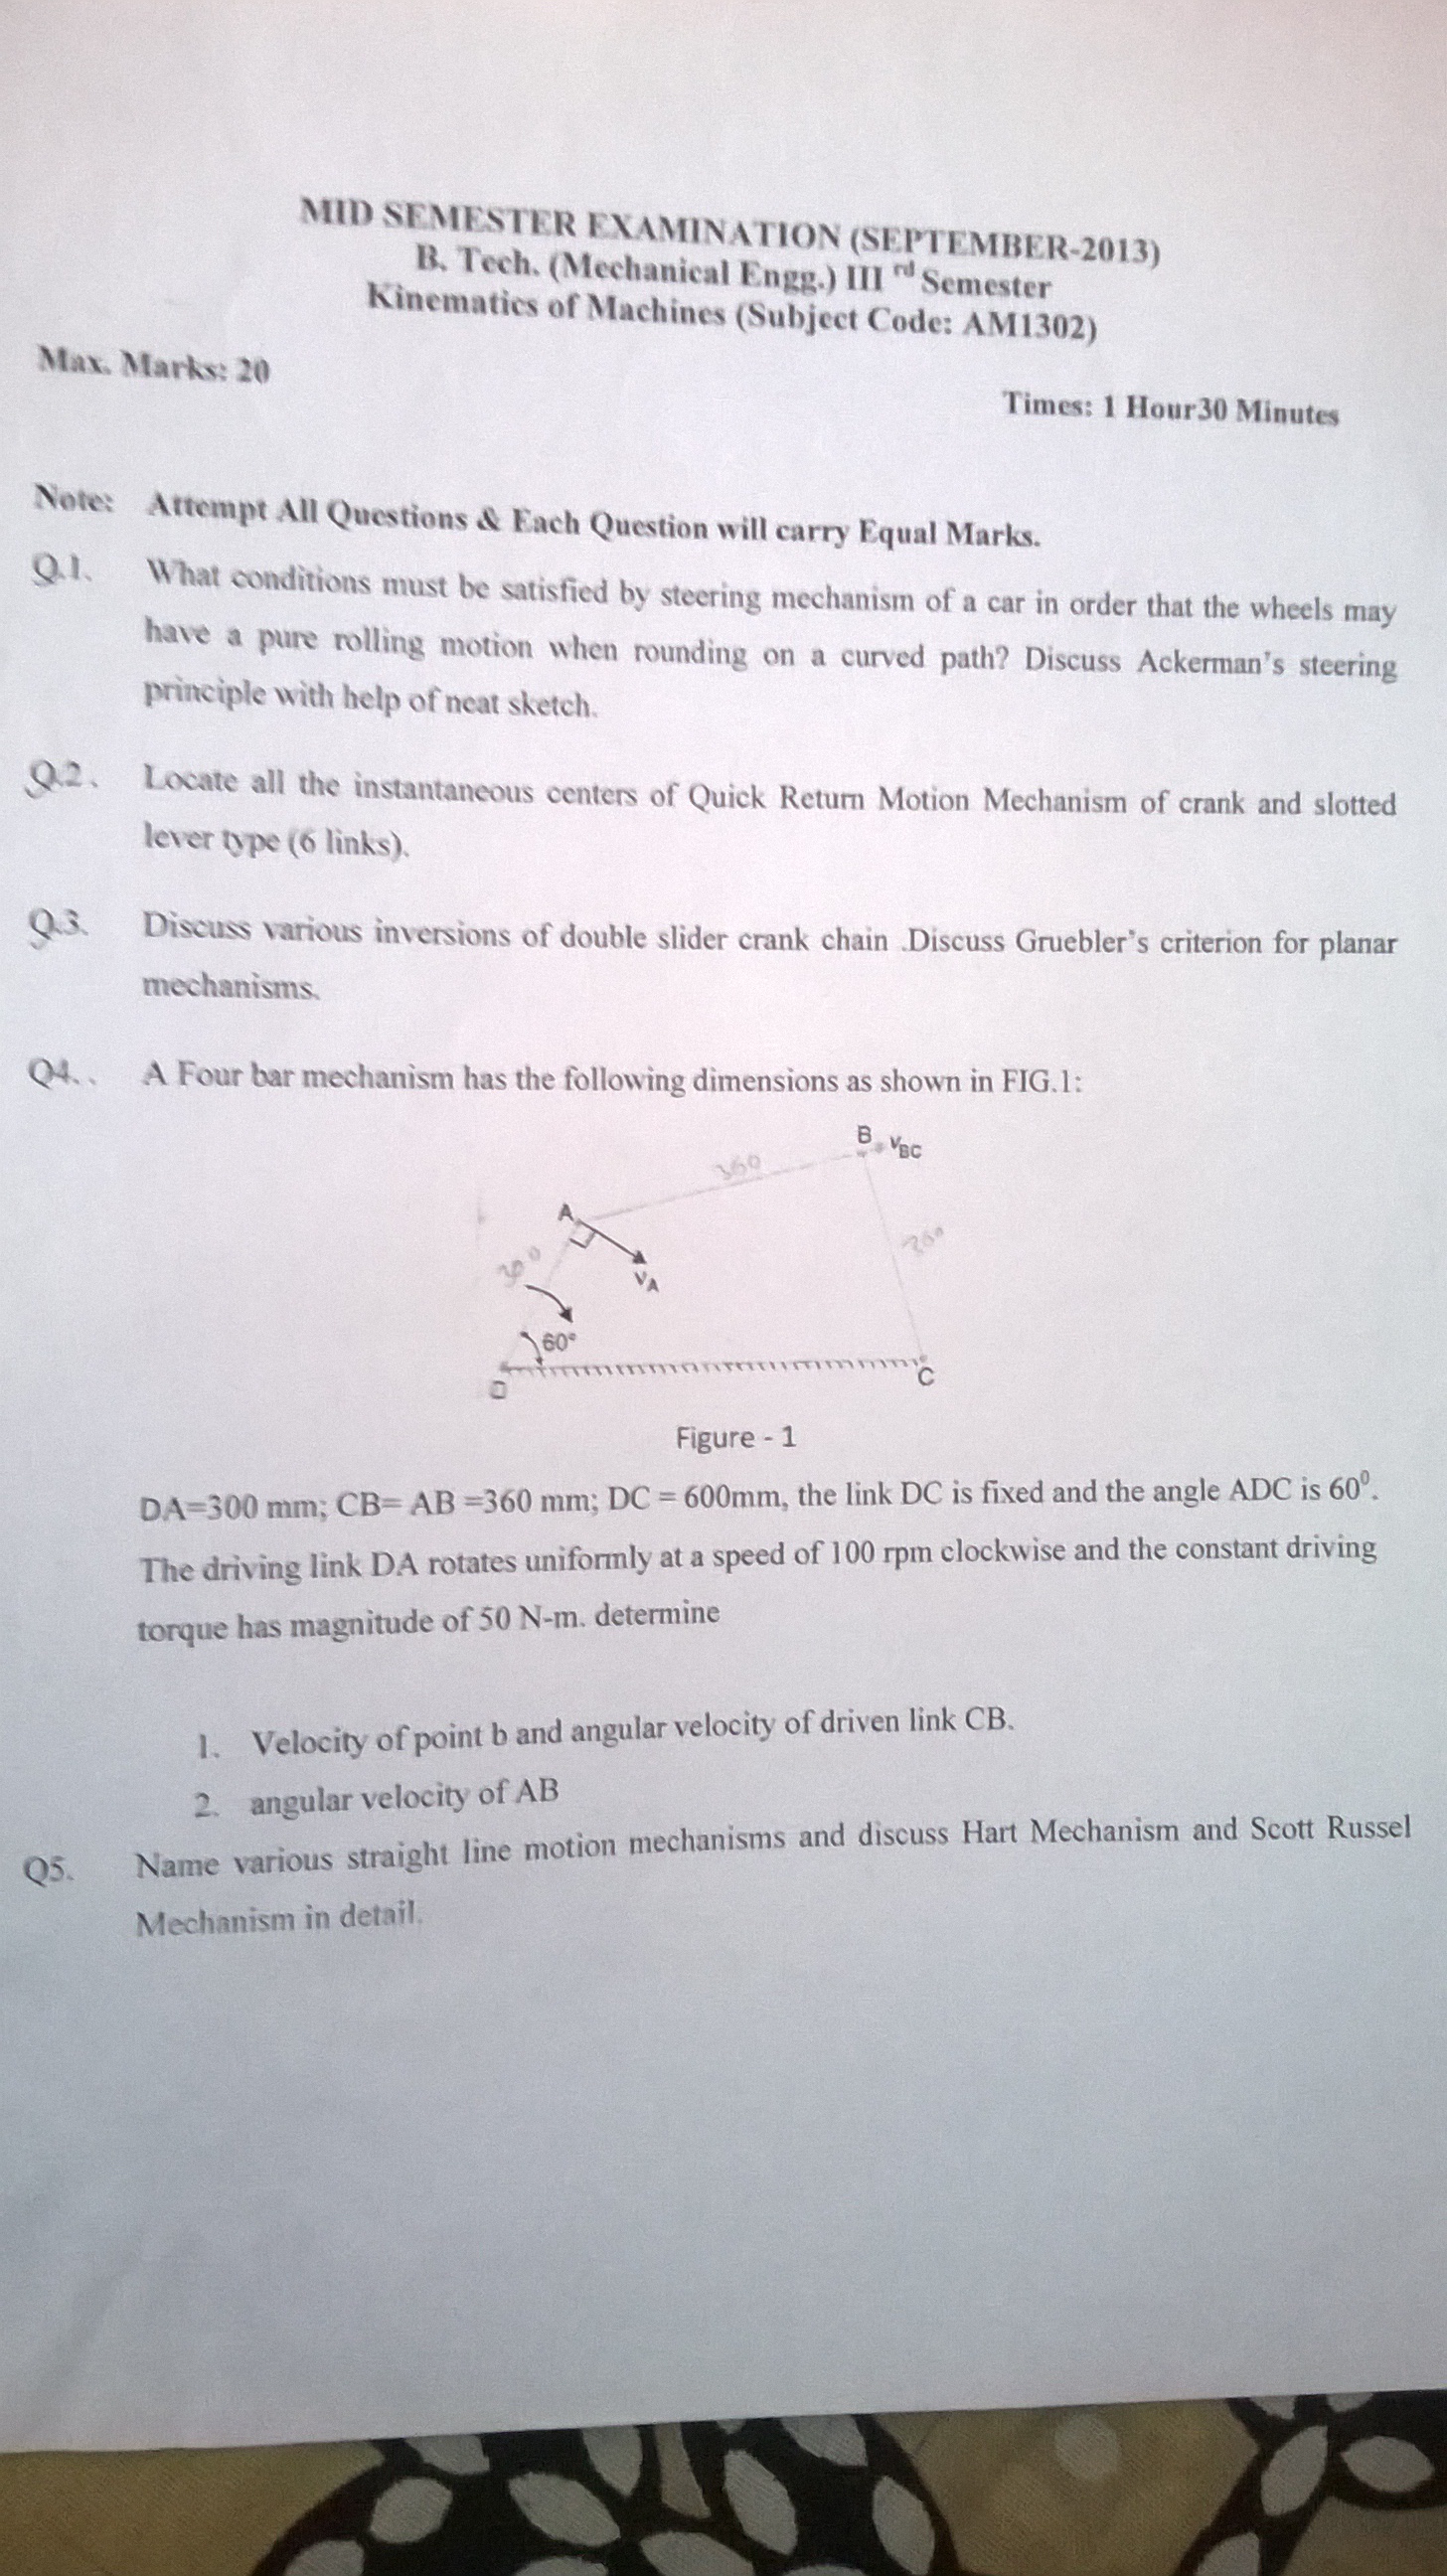 MID SEMESTER EXAMINATION (SEPTEMBER-2013)
B. Tech. (Mechanical Engg.) III rd Semester
Kinematics of Machines (Subject Code: AM1302)
Max. Marks: 20
Times: 1 Hour30 Minutes
Note: Attempt All Questions & Each Question will carry Equal Marks.
Q.1. What conditions must be satisfied by steering mechanism of a car in order that the wheels may
have a pure rolling motion when rounding on a curved path? Discuss Ackerman's steering
principle with help of neat sketch.
Q.2. Locate all the instantaneous centers of Quick Return Motion Mechanism of crank and slotted
lever type (6 links).
Q.3. Discuss various inversions of double slider crank chain .Discuss Gruebler's criterion for planar
mechanisms.
Q4. . A Four bar mechanism has the following dimensions as shown in FIG.1:
B VBC
360
A
360
300
VA
60°
D
C
Figure - 1
DA=300 mm; CB= AB =360 mm; DC = 600mm, the link DC is fixed and the angle ADC is 60⁰.
The driving link DA rotates uniformly at a speed of 100 rpm clockwise and the constant driving
torque has magnitude of 50 N-m. determine
1. Velocity of point b and angular velocity of driven link CB.
2. angular velocity of AB
Q5. Name various straight line motion mechanisms and discuss Hart Mechanism and Scott Russel
Mechanism in detail.